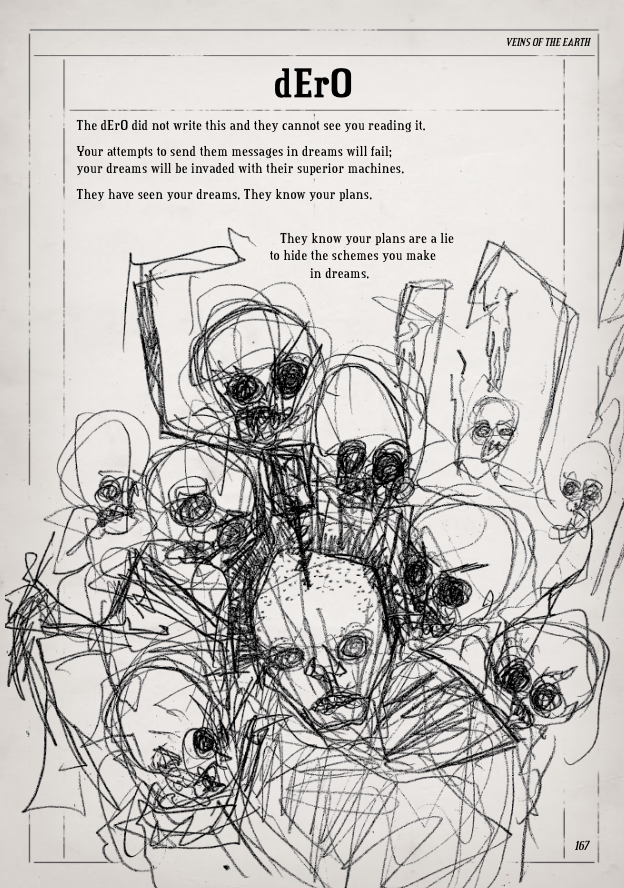 VEINS OF THE EARTH
dErO
The dErO did not write this and they cannot see you reading it.
Your attempts to send them messages in dreams will fail;
your dreams will be invaded with their superior machines.
They have seen your dreams. They know your plans.
They know your plans are a lie
to hide the schemes you make
in dreams.
167